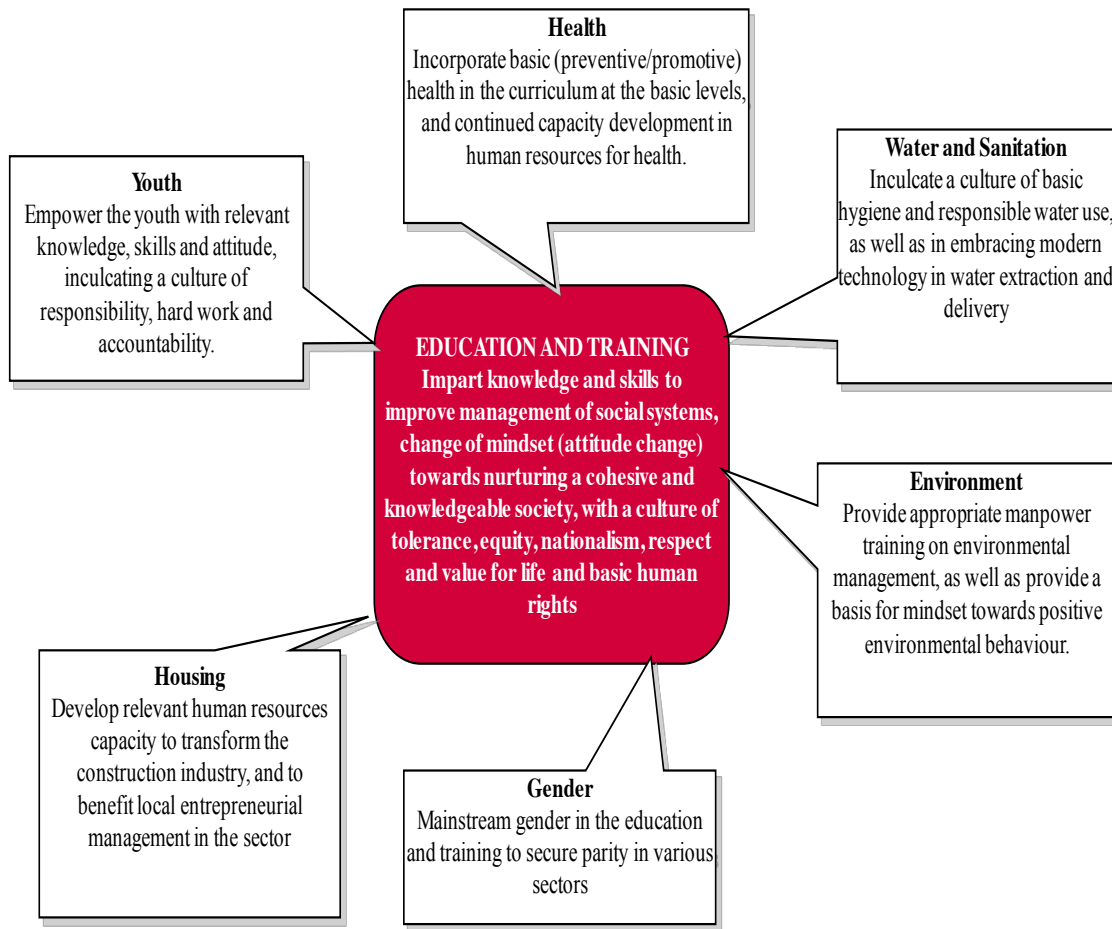 Health
Incorporate basic (preventive/promotive)
health in the curriculum at the basic levels,
and continued capacity development in
human resources for health.
Youth
Empower the youth with relevant
knowledge, skills and attitude,
inculcating a culture of
responsibility, hard work and
accountability.
Water and Sanitation
Inculcate a culture of basic
hygiene and responsible water use,
as well as in embracing modern
technology in water extraction and
delivery
EDUCATION AND TRAINING
Impart knowledge and skills to
improve management of social systems,
change of mindset (attitude change)
towards nurturing a cohesive and
knowledgeable society, with a culture of
tolerance, equity, nationalism, respect
and value for life and basic human
rights
Environment
Provide appropriate manpower
training on environmental
management, as well as provide a
basis for mindset towards positive
environmental behaviour.
Housing
Develop relevant human resources
capacity to transform the
construction industry, and to
benefit local entrepreneurial
management in the sector
Gender
Mainstream gender in the education
and training to secure parity in various
sectors